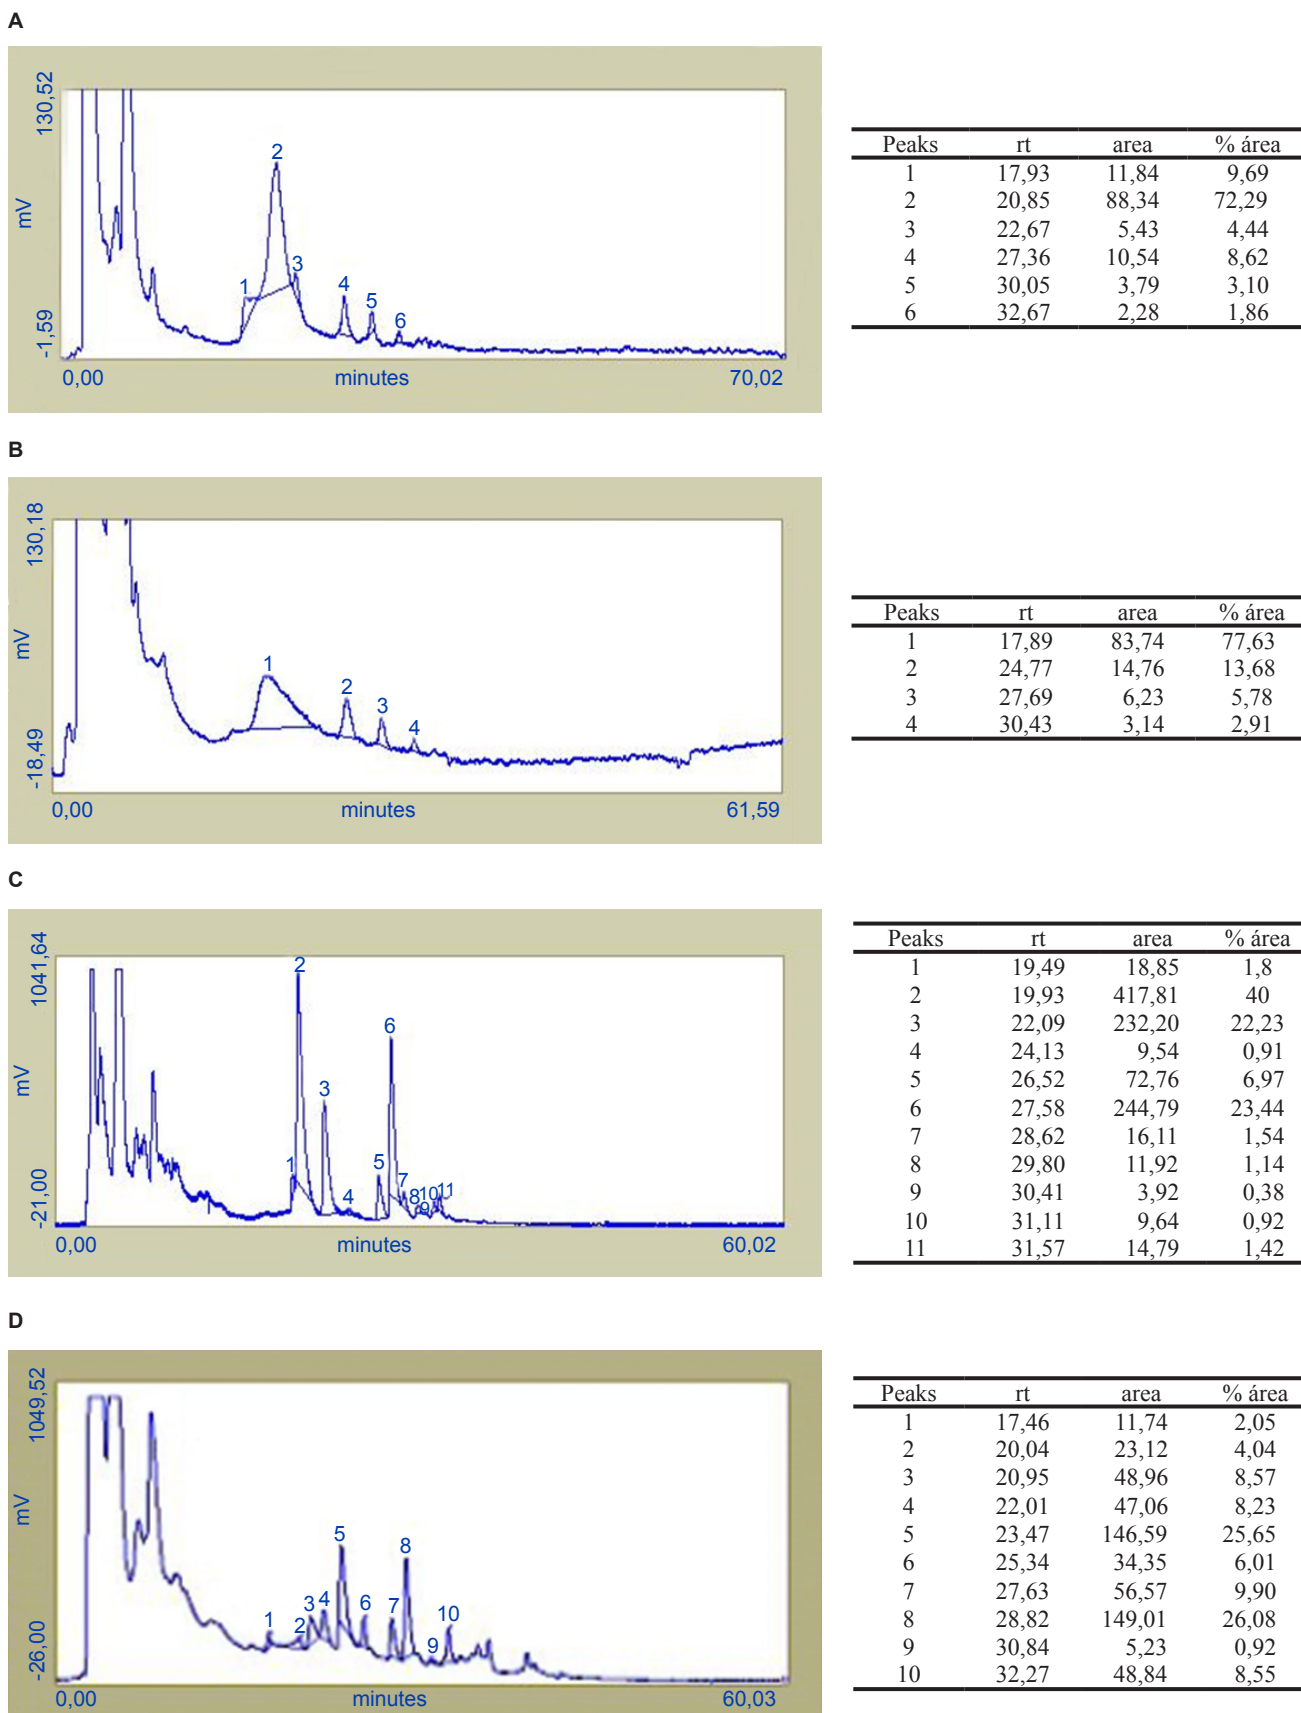 A
130,52
mV
-1,59
1
2
3
4
5
6
0,00 minutes 70,02
Peaks rt area % área
1 17,93 11,84 9,69
2 20,85 88,34 72,29
3 22,67 5,43 4,44
4 27,36 10,54 8,62
5 30,05 3,79 3,10
6 32,67 2,28 1,86
B
130,18
mV
-18,49
1
2
3
4
0,00 minutes 61,59
Peaks rt area % área
1 17,89 83,74 77,63
2 24,77 14,76 13,68
3 27,69 6,23 5,78
4 30,43 3,14 2,91
C
1041,64
mV
-21,00
1
2
3
4
5
6
7
8
9
10
11
0,00 minutes 60,02
Peaks rt area % área
1 19,49 18,85 1,8
2 19,93 417,81 40
3 22,09 232,20 22,23
4 24,13 9,54 0,91
5 26,52 72,76 6,97
6 27,58 244,79 23,44
7 28,62 16,11 1,54
8 29,80 11,92 1,14
9 30,41 3,92 0,38
10 31,11 9,64 0,92
11 31,57 14,79 1,42
D
1049,52
mV
-26,00
1
2
3
4
5
6
7
8
9
10
0,00 minutes 60,03
Peaks rt area % área
1 17,46 11,74 2,05
2 20,04 23,12 4,04
3 20,95 48,96 8,57
4 22,01 47,06 8,23
5 23,47 146,59 25,65
6 25,34 34,35 6,01
7 27,63 56,57 9,90
8 28,82 149,01 26,08
9 30,84 5,23 0,92
10 32,27 48,84 8,55